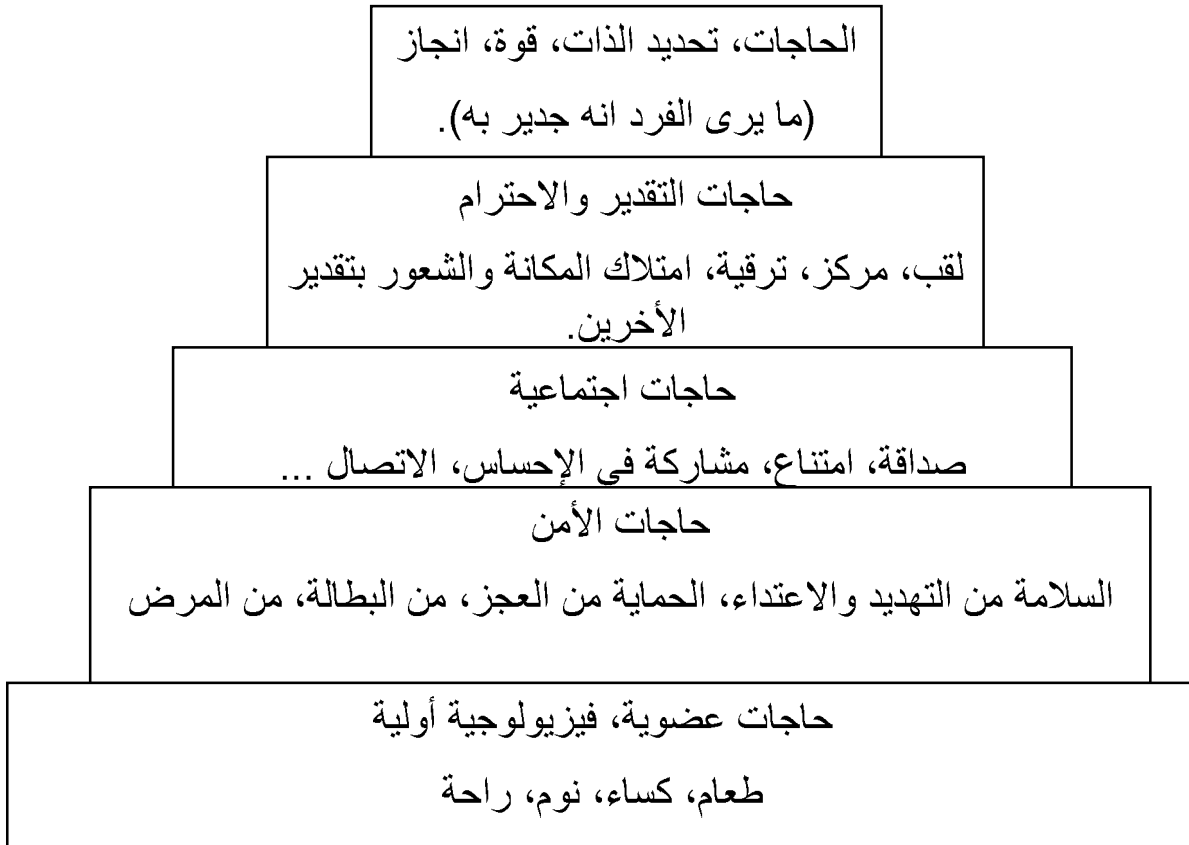 الحاجات، تحديد الذات، قوة، انجاز
(ما يرى الفرد انه جدير به).
حاجات التقدير والاحترام
لقب، مركز، ترقية، امتلاك المكانة والشعور بتقدير
الأخرين.
حاجات اجتماعية
صداقة، امتناع، مشاركة في الإحساس، الاتصال ...
حاجات الأمن
السلامة من التهديد والاعتداء، الحماية من العجز، من البطالة، من المرض
حاجات عضوية، فيزيولوجية أولية
طعام، كساء، نوم، راحة